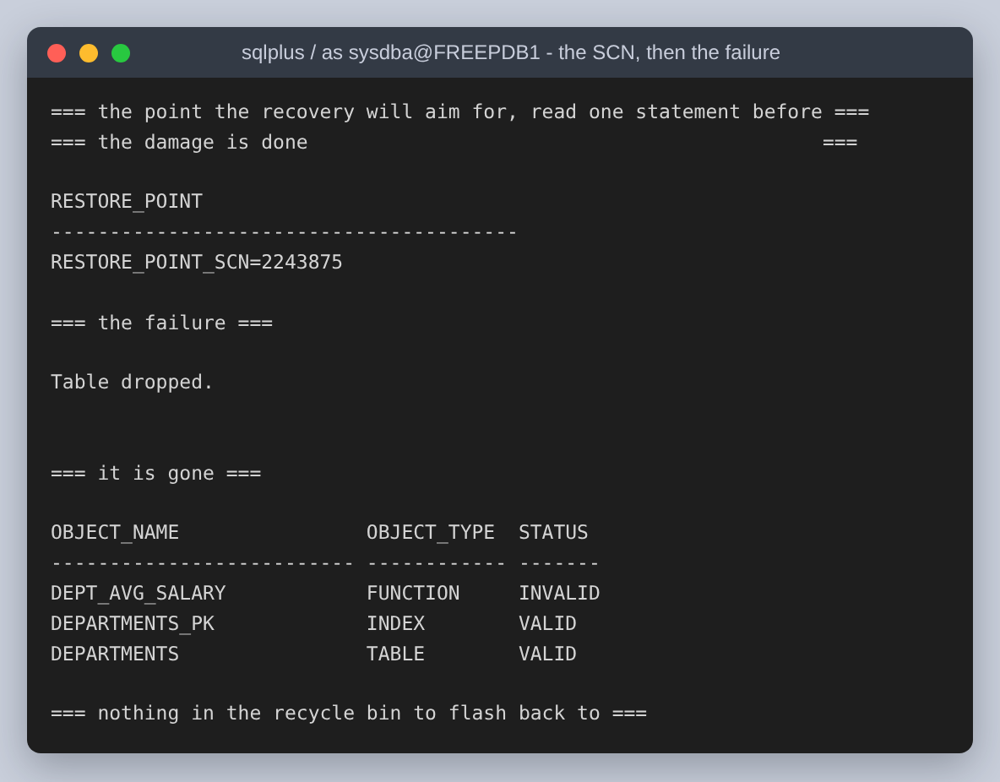 sqlplus / as sysdba@FREEPDB1 - the SCN, then the failure
=== the point the recovery will aim for, read one statement before ===
=== the damage is done                                            ===
RESTORE_POINT
----------------------------------------
RESTORE_POINT_SCN=2243875
=== the failure ===
Table dropped.
=== it is gone ===
OBJECT_NAME                OBJECT_TYPE  STATUS
-------------------------- ------------ -------
DEPT_AVG_SALARY            FUNCTION     INVALID
DEPARTMENTS_PK             INDEX        VALID
DEPARTMENTS                TABLE        VALID
=== nothing in the recycle bin to flash back to ===